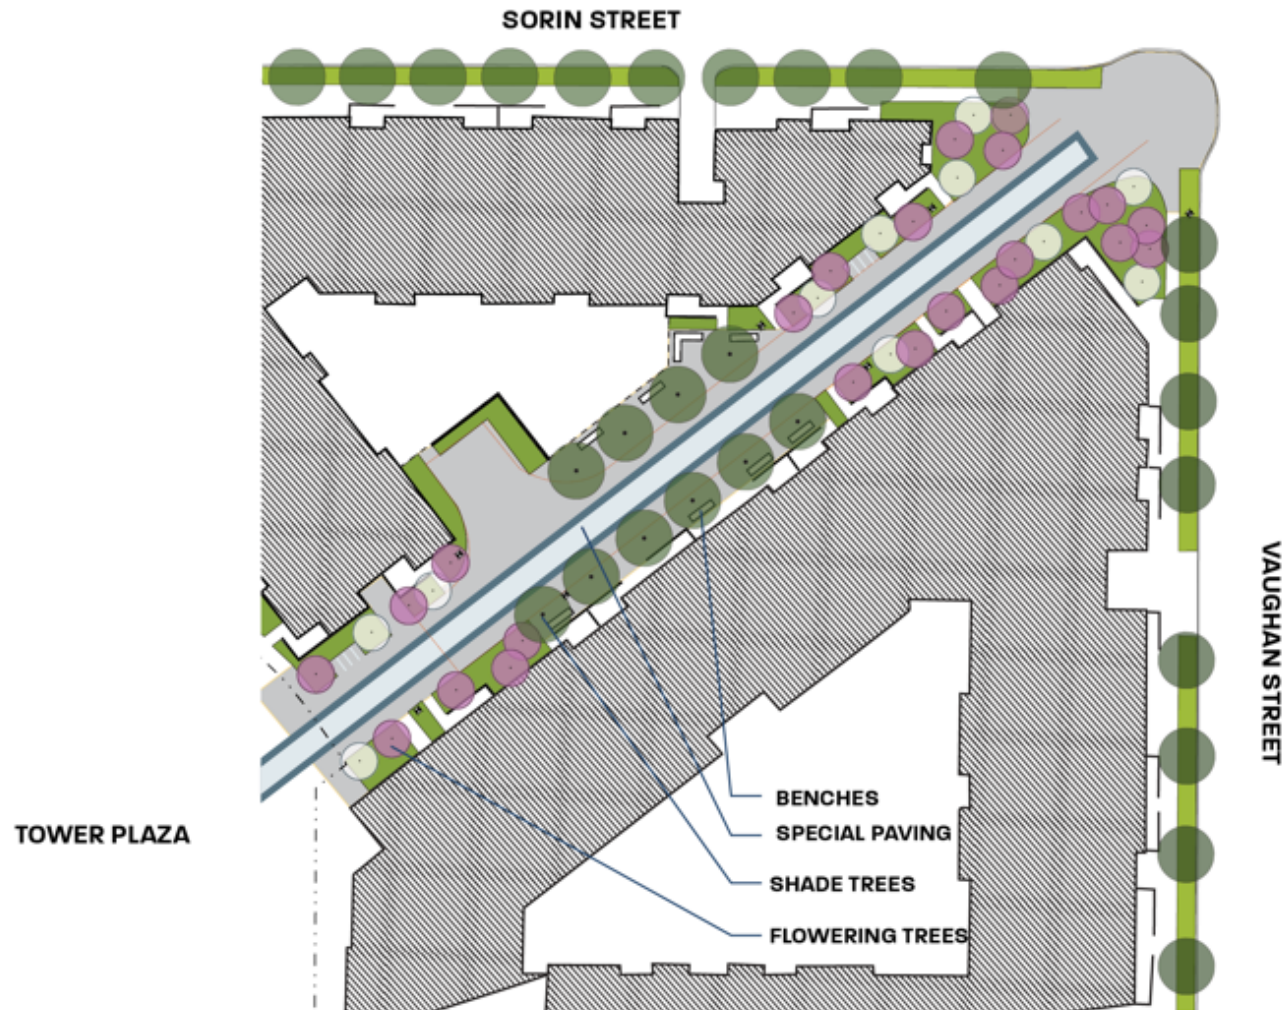 SORIN STREET
VAUGHAN STREET
TOWER PLAZA
BENCHES
SPECIAL PAVING
SHADE TREES
FLOWERING TREES